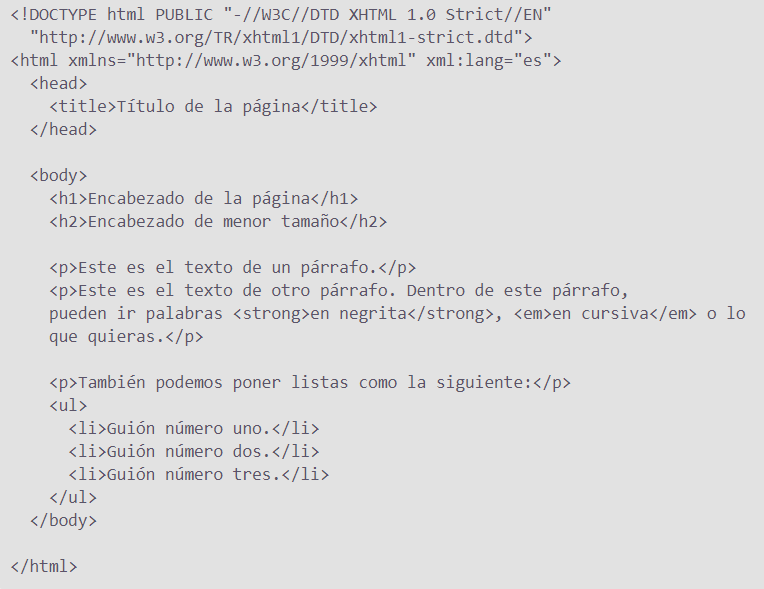 <!DOCTYPE html PUBLIC "-//W3C//DTD XHTML 1.0 Strict//EN"
"http://www.w3.org/TR/xhtml1/DTD/xhtml1-strict.dtd">
<html xmlns="http://www.w3.org/1999/xhtml" xml:lang="es">
<head>
<title>Título de la página</title>
</head>
<body>
<h1>Encabezado de la página</h1>
<h2>Encabezado de menor tamaño</h2>
<p>Este es el texto de un párrafo.</p>
<p>Este es el texto de otro párrafo. Dentro de este párrafo,
pueden ir palabras <strong>en negrita</strong>, <em>en cursiva</em> o lo
que quieras.</p>
<p>También podemos poner listas como la siguiente:</p>
<ul>
<li>Guión número uno.</li>
<li>Guión número dos.</li>
<li>Guión número tres.</li>
</ul>
</body>
</html>